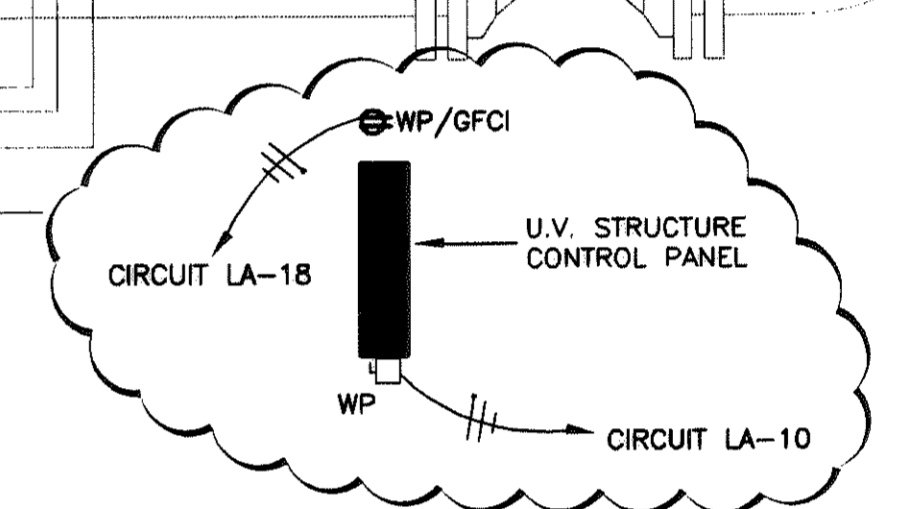 WP/GFCI
U.V. STRUCTURE
CONTROL PANEL
CIRCUIT LA-18
WP
CIRCUIT LA-10